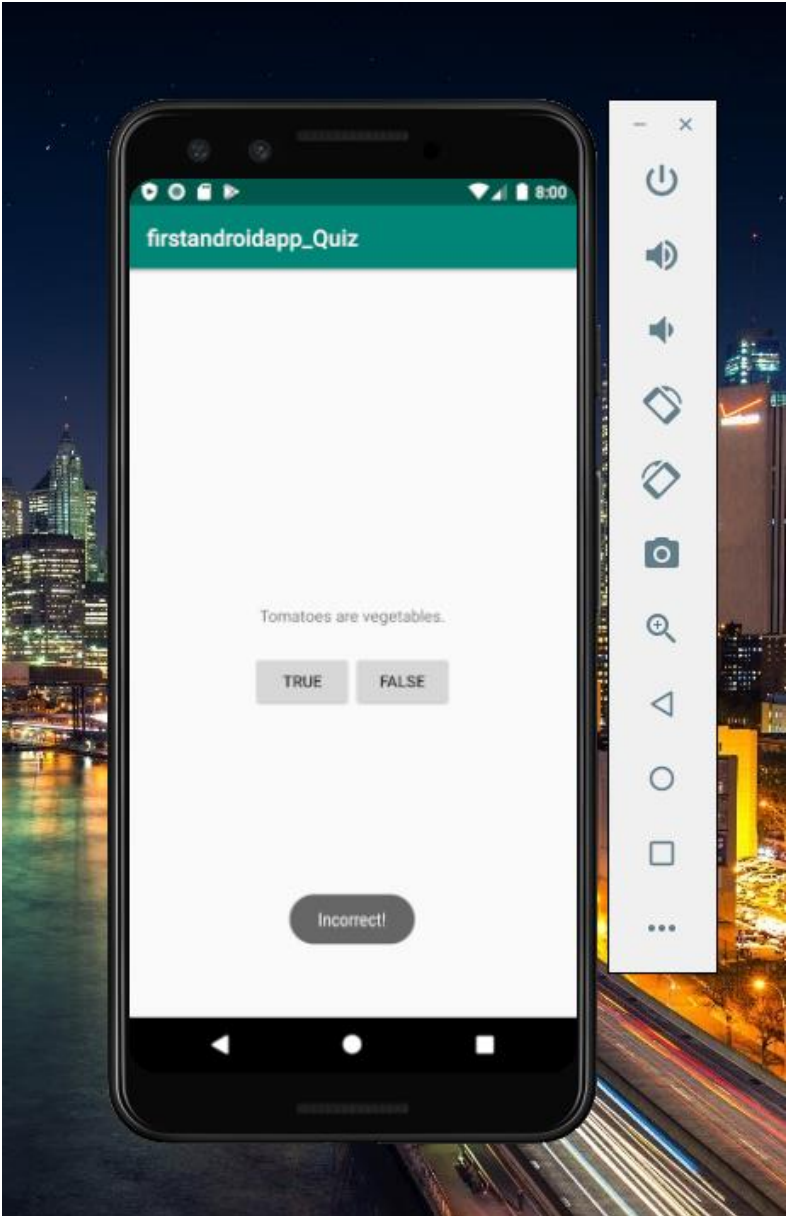 8:00
firstandroidapp_Quiz
Tomatoes are vegetables.
TRUE FALSE
Incorrect!